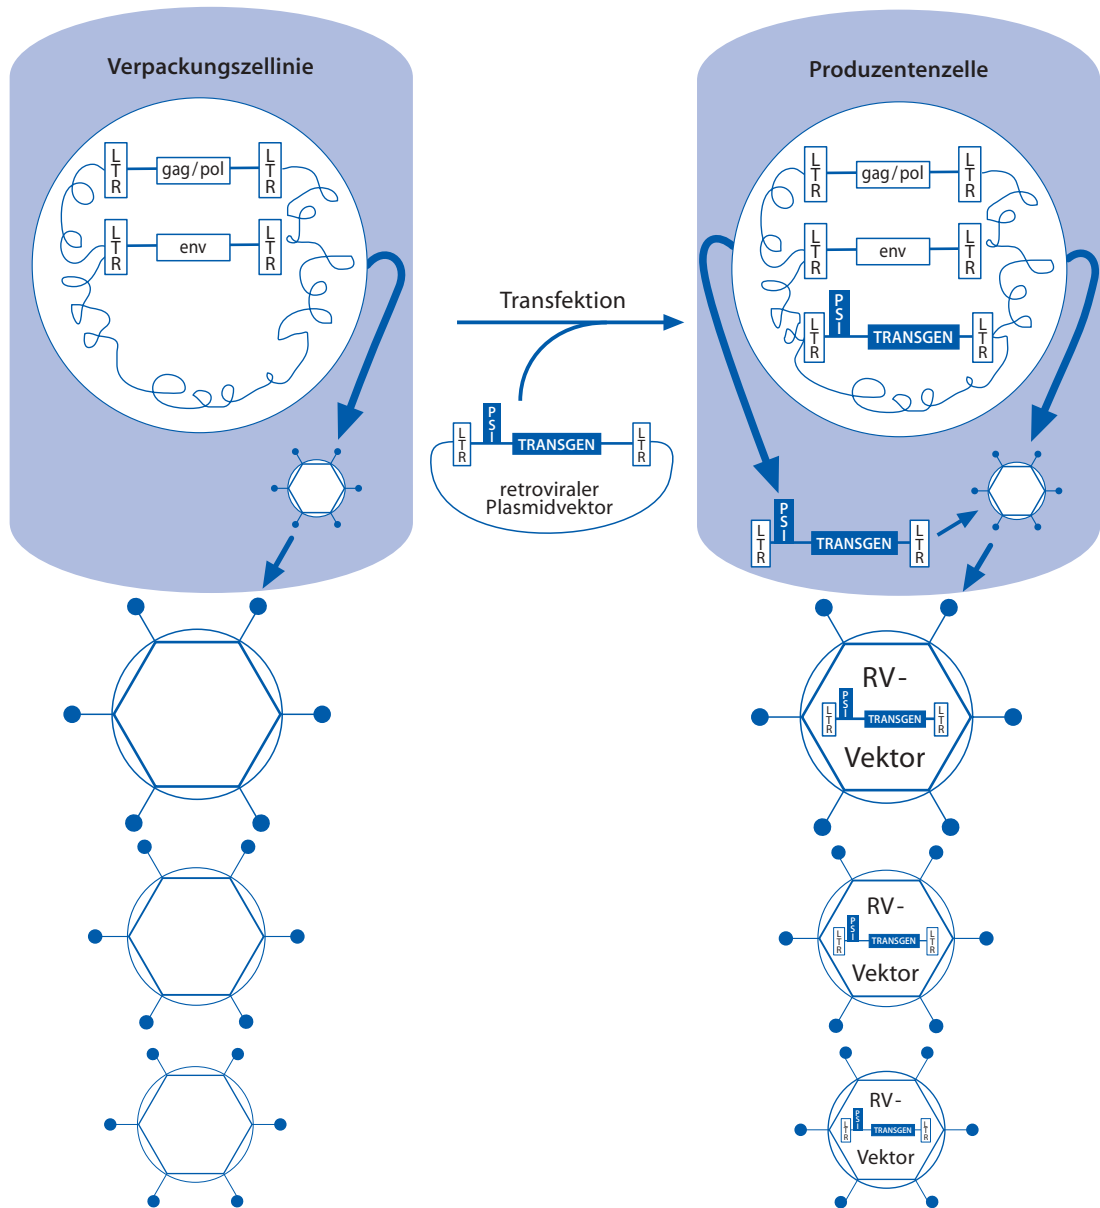 Verpackungszellinie
LTR gag/pol LTR
LTR env LTR
Transfektion
LTR PSI TRANSGEN LTR
retroviraler
Plasmidvektor
Produzentenzelle
LTR gag/pol LTR
LTR env LTR
LTR PSI TRANSGEN LTR
LTR PSI TRANSGEN LTR
RV-
LTR PSI TRANSGEN LTR
Vektor
RV-
LTR PSI TRANSGEN LTR
Vektor
RV-
LTR PSI TRANSGEN LTR
Vektor